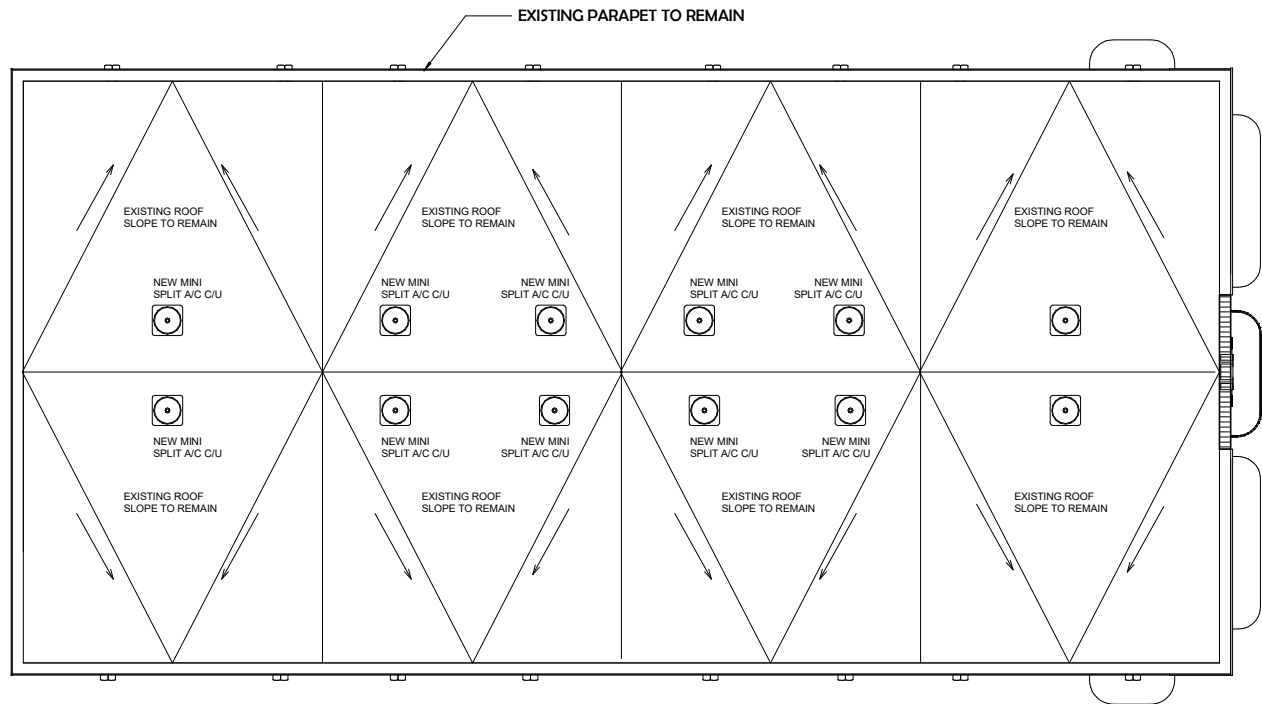 EXISTING PARAPET TO REMAIN
EXISTING ROOF
SLOPE TO REMAIN
EXISTING ROOF
SLOPE TO REMAIN
EXISTING ROOF
SLOPE TO REMAIN
EXISTING ROOF
SLOPE TO REMAIN
NEW MINI
SPLIT A/C C/U
NEW MINI
SPLIT A/C C/U
NEW MINI
SPLIT A/C C/U
NEW MINI
SPLIT A/C C/U
NEW MINI
SPLIT A/C C/U
NEW MINI
SPLIT A/C C/U
NEW MINI
SPLIT A/C C/U
NEW MINI
SPLIT A/C C/U
NEW MINI
SPLIT A/C C/U
NEW MINI
SPLIT A/C C/U
EXISTING ROOF
SLOPE TO REMAIN
EXISTING ROOF
SLOPE TO REMAIN
EXISTING ROOF
SLOPE TO REMAIN
EXISTING ROOF
SLOPE TO REMAIN